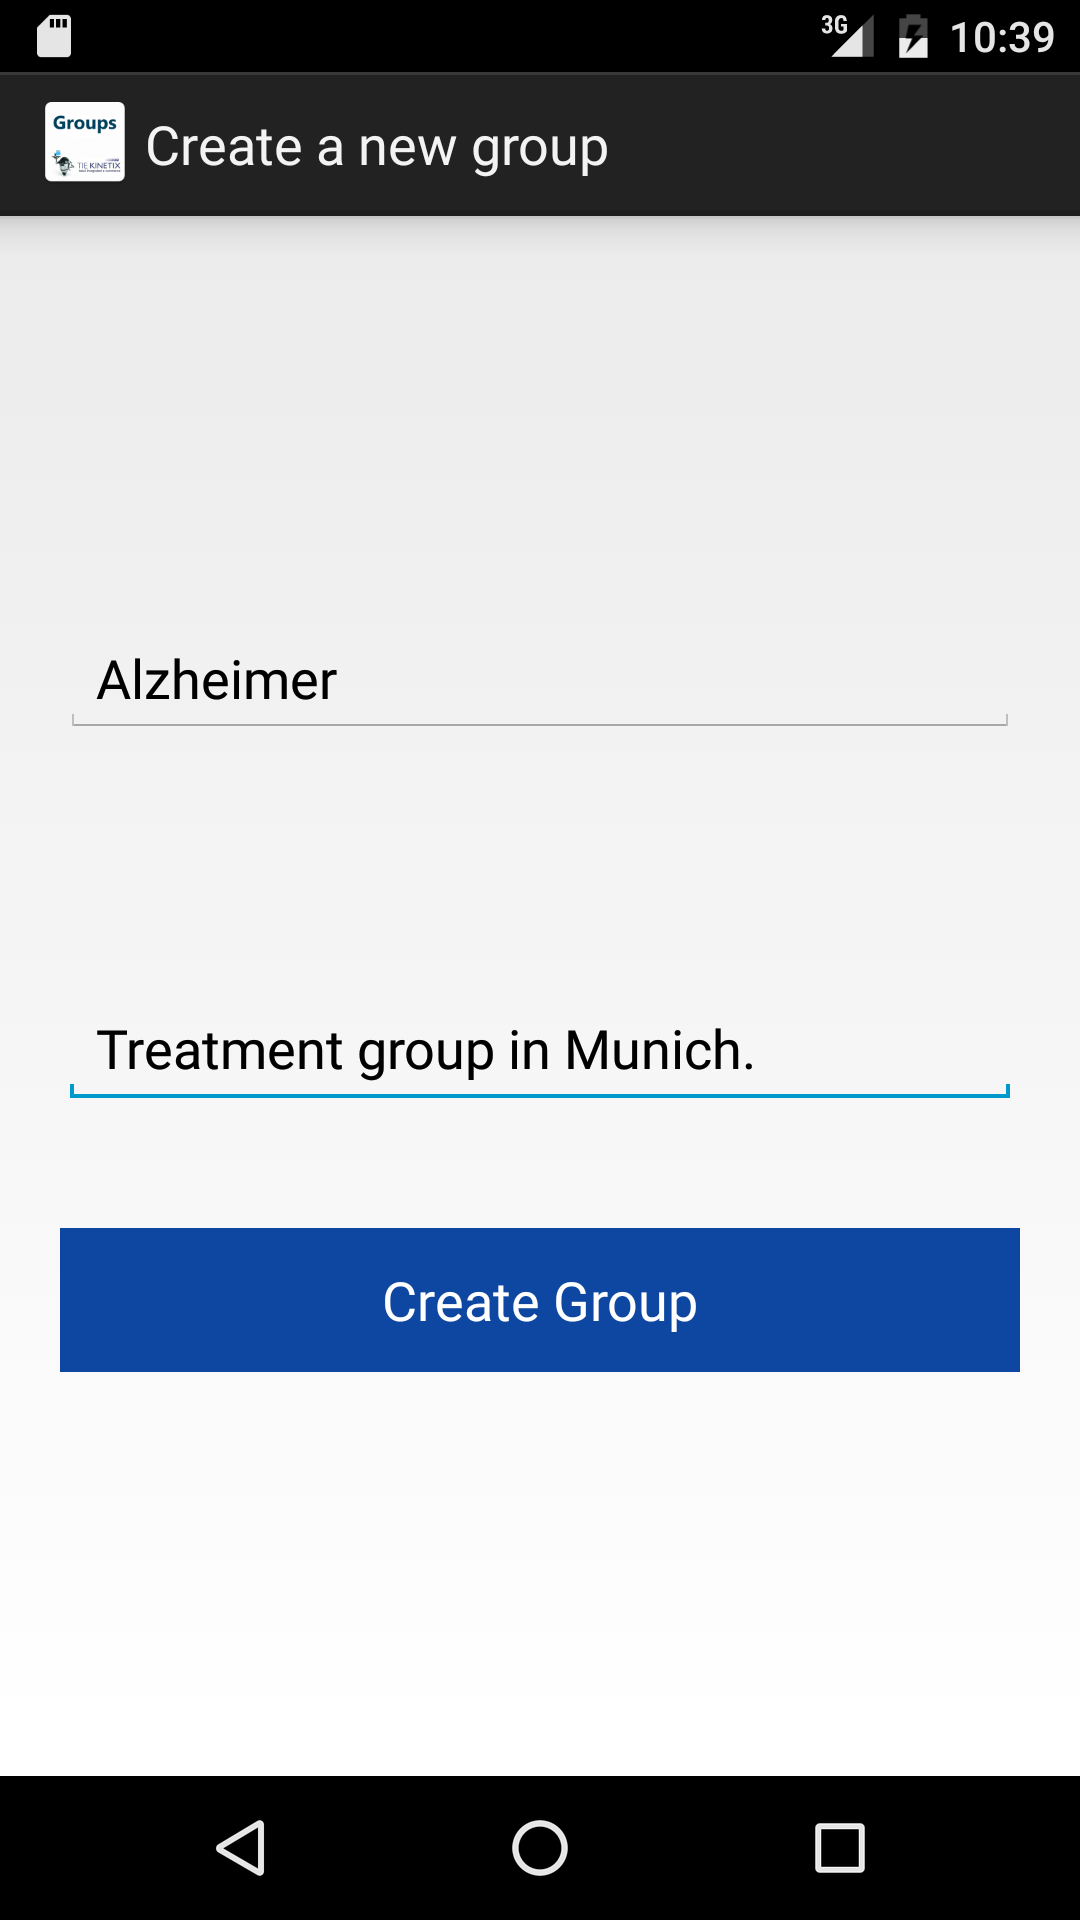 3G 10:39
Groups
TIE KINETIX
Create a new group
Alzheimer
Treatment group in Munich.
Create Group